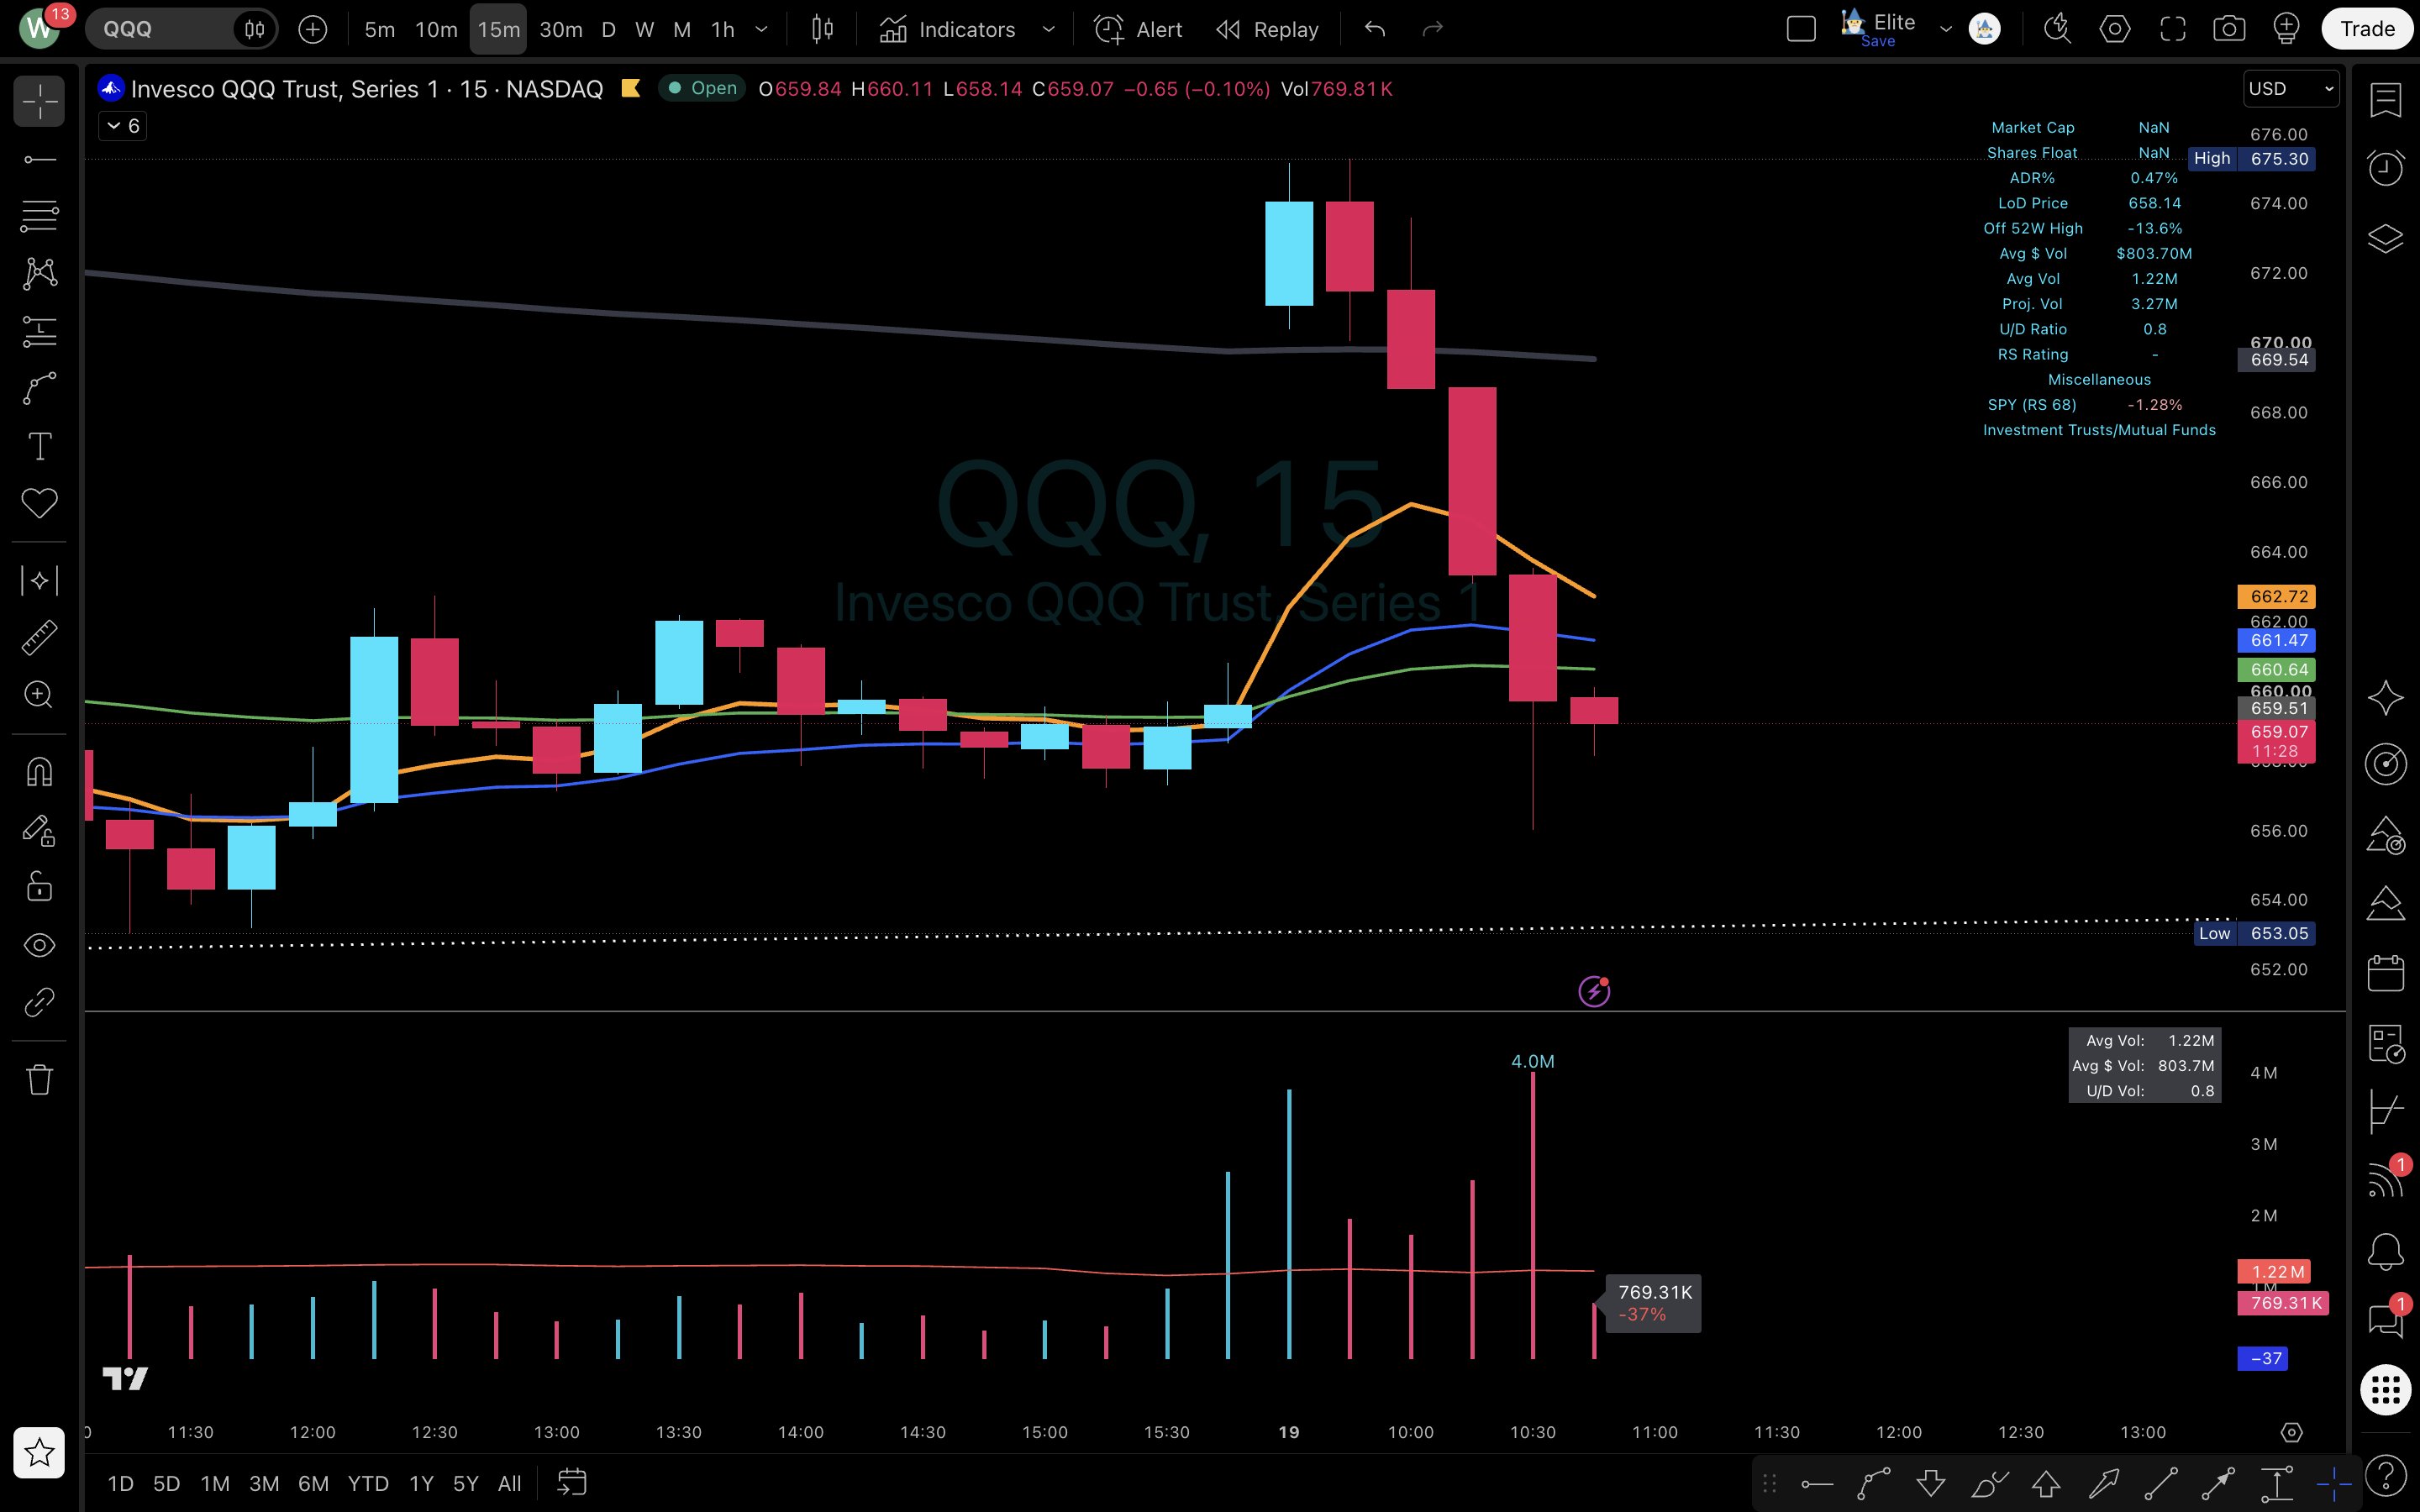 W 13 QQQ 5m 10m 15m 30m D W M 1h Indicators Alert Replay Elite Save Trade
Invesco QQQ Trust, Series 1 · 15 · NASDAQ Open O659.84 H660.11 L658.14 C659.07 −0.65 (−0.10%) Vol769.81K
USD
6
Market Cap NaN
Shares Float NaN
ADR% 0.47%
LoD Price 658.14
Off 52W High -13.6%
Avg $ Vol $803.70M
Avg Vol 1.22M
Proj. Vol 3.27M
U/D Ratio 0.8
RS Rating -
Miscellaneous
SPY (RS 68) -1.28%
Investment Trusts/Mutual Funds
676.00
High 675.30
674.00
672.00
670.00
669.54
668.00
666.00
664.00
662.72
662.00
661.47
660.64
660.00
659.51
659.07
11:28
656.00
654.00
Low 653.05
652.00
QQQ, 15
Invesco QQQ Trust, Series 1
4.0M
Avg Vol: 1.22M
Avg $ Vol: 803.7M
U/D Vol: 0.8
4 M
3 M
2 M
1.22 M
769.31 K
−37
769.31K
-37%
11:30 12:00 12:30 13:00 13:30 14:00 14:30 15:00 15:30 19 10:00 10:30 11:00 11:30 12:00 12:30 13:00
1D 5D 1M 3M 6M YTD 1Y 5Y All
1
1